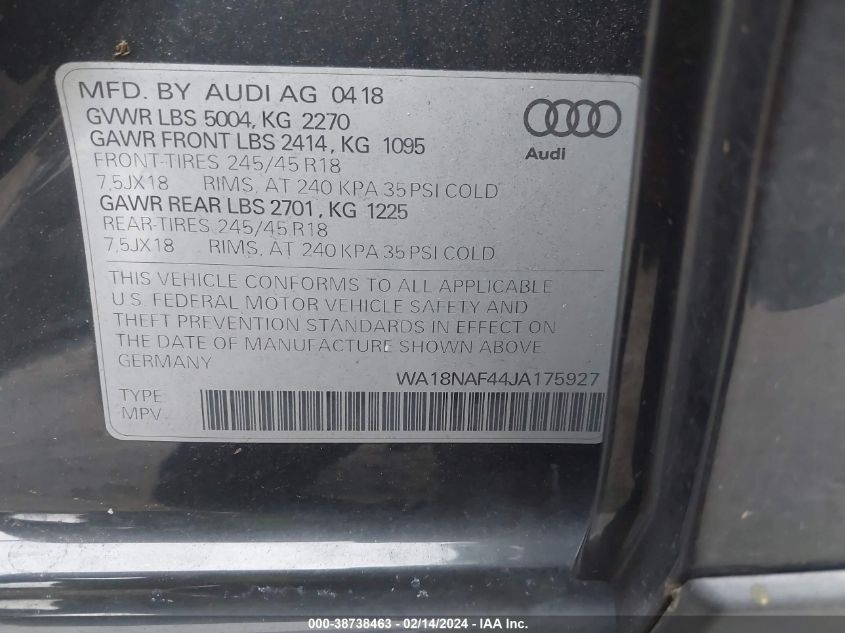 MFD. BY AUDI AG 0418
GVWR LBS 5004, KG 2270
GAWR FRONT LBS 2414, KG 1095
FRONT-TIRES 245/45 R18
7,5JX18 RIMS, AT 240 KPA 35 PSI COLD
GAWR REAR LBS 2701, KG 1225
REAR-TIRES 245/45 R18
7,5JX18 RIMS, AT 240 KPA 35 PSI COLD
Audi
THIS VEHICLE CONFORMS TO ALL APPLICABLE
U.S. FEDERAL MOTOR VEHICLE SAFETY AND
THEFT PREVENTION STANDARDS IN EFFECT ON
THE DATE OF MANUFACTURE SHOWN ABOVE.
GERMANY
WA18NAF44JA175927
TYPE
MPV
000-38738463 - 02/14/2024 - IAA Inc.